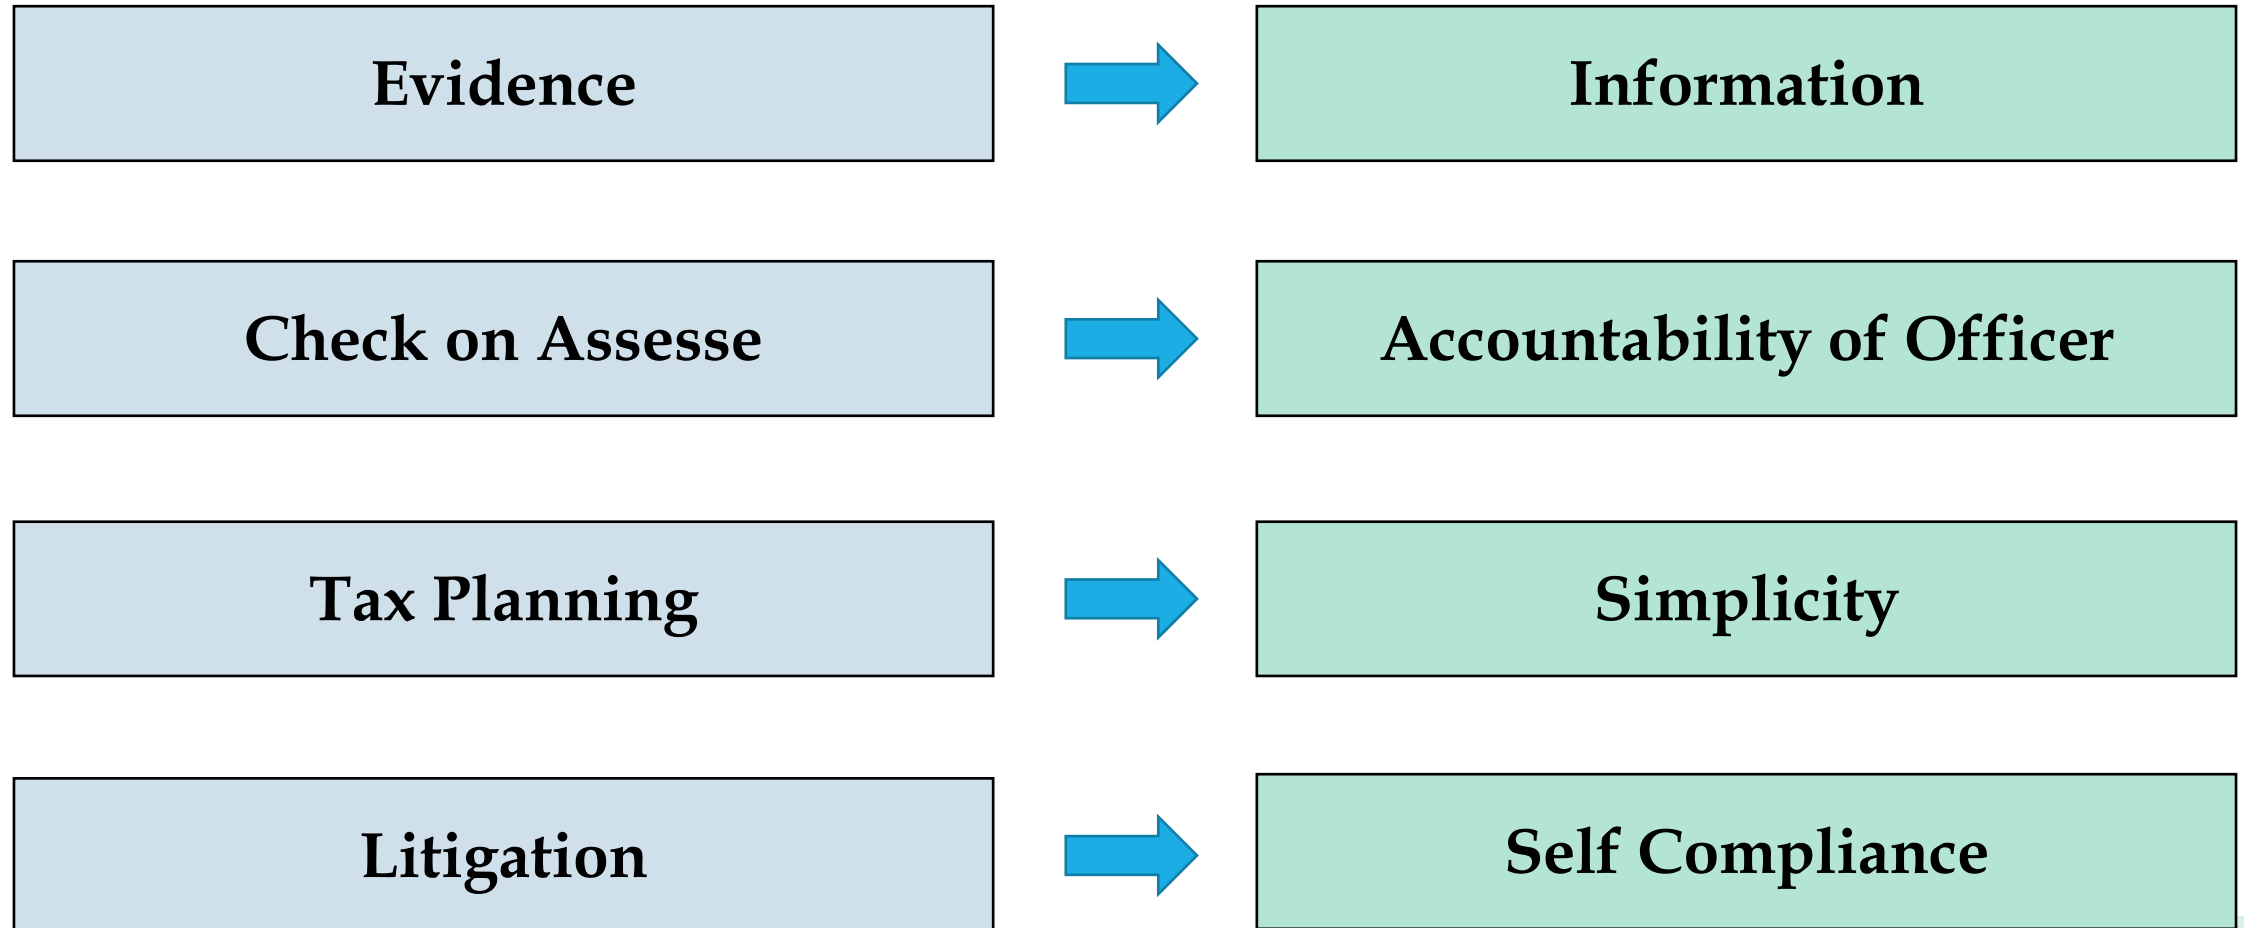 Evidence
Information
Check on Assesse
Accountability of Officer
Tax Planning
Simplicity
Litigation
Self Compliance